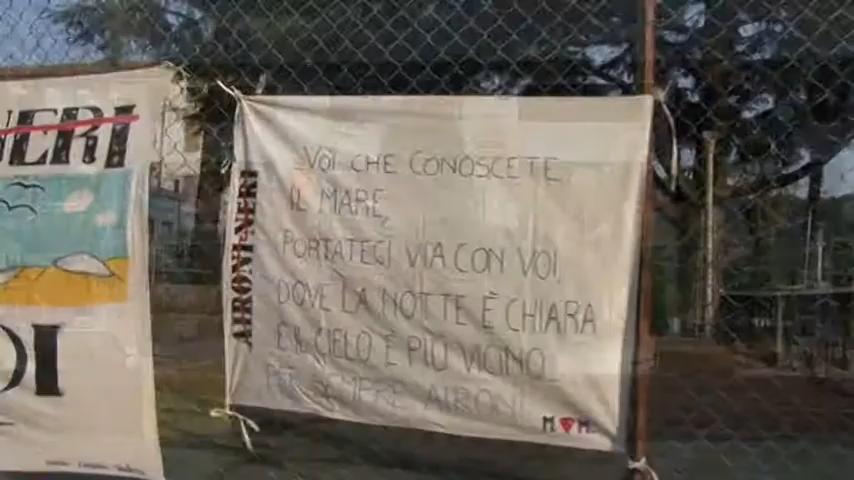 NERI
OI
AIRONI NERI
VOI CHE CONOSCETE
IL MARE,
PORTATECI VIA CON VOI,
DOVE LA NOTTE È CHIARA
E IL CIELO È PIÙ VICINO
PER SEMPRE AIRONI